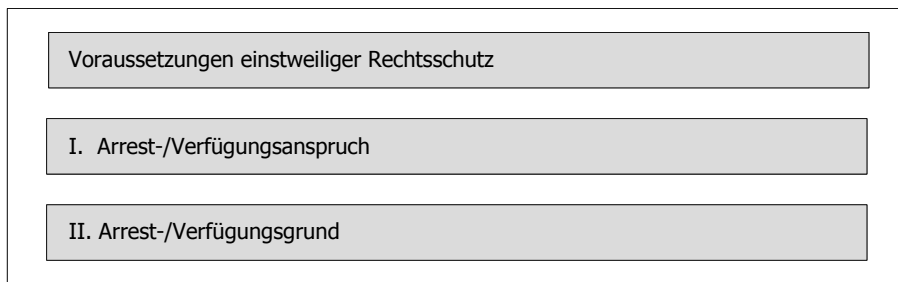 Voraussetzungen einstweiliger Rechtsschutz
I. Arrest-/Verfügungsanspruch
II. Arrest-/Verfügungsgrund